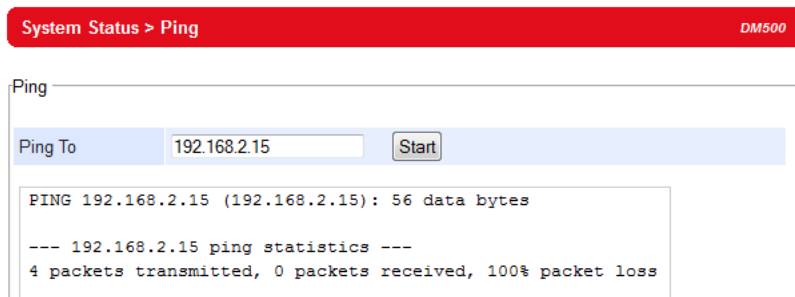 System Status > Ping
DM500
Ping
Ping To
192.168.2.15
Start
PING 192.168.2.15 (192.168.2.15): 56 data bytes
--- 192.168.2.15 ping statistics ---
4 packets transmitted, 0 packets received, 100% packet loss